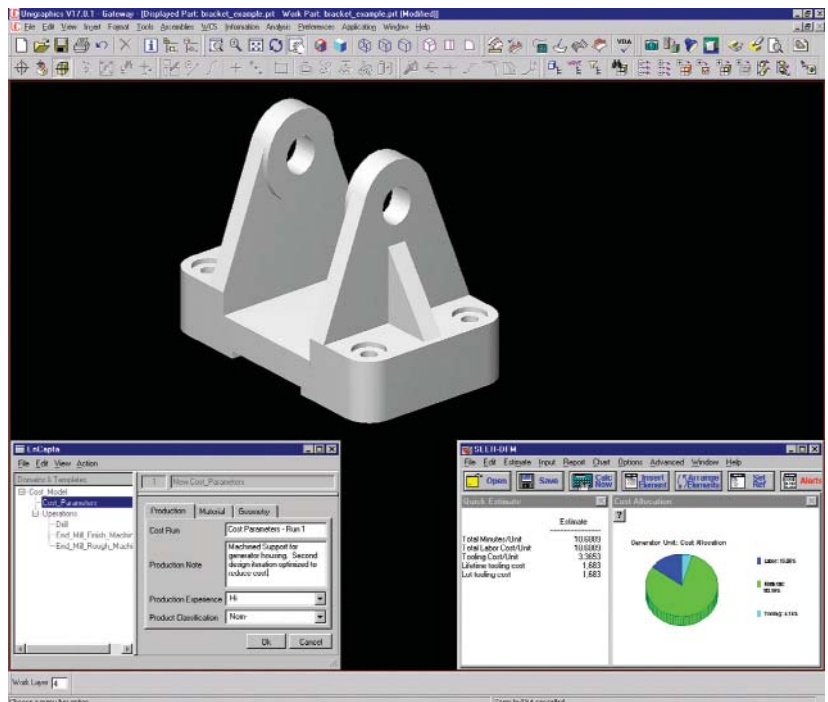 Unigraphics V17.0.1 - Gateway - [Displayed Part: bracket_example.prt Work Part: bracket_example.prt (Modified)]
File Edit View Insert Format Tools Assemblies WCS Information Analysis Preferences Application Window Help
EnCapta
File Edit View Action
Domains & Templates
Cost_Model
Cost_Parameters
Operations
Drill
End_Mill_Finish_Machin
End_Mill_Rough_Machi
1 New Cost_Parameters
Production Material Geometry
Cost Run Cost Parameters - Run 1
Production Note
Machined Support for
generator housing. Second
design iteration optimized to
reduce cost
Production Experience Hi
Product Classification Nom-
Ok Cancel
SEER-DFM
File Edit Estimate Input Report Chart Options Advanced Window Help
Open Save Calc Now Insert Element Arrange Elements Set Ref Alerts
Quick Estimate
Estimate
Total Minutes/Unit
Total Labor Cost/Unit
Tooling Cost/Unit 3.3653
Lifetime tooling cost 1,683
Lot tooling cost 1,683
Cost Allocation
?
Generator Unit: Cost Allocation
Labor:
Material:
Tooling:
Work Layer 4